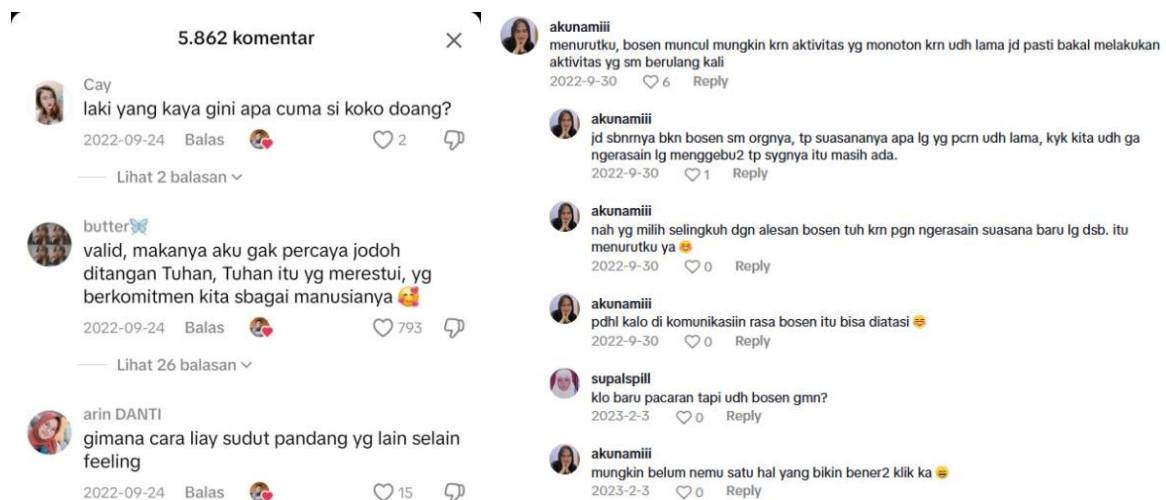 5.862 komentar
Cay
laki yang kaya gini apa cuma si koko doang?
2022-09-24 Balas 2
Lihat 2 balasan
butter🦋
valid, makanya aku gak percaya jodoh
ditangan Tuhan, Tuhan itu yg merestui, yg
berkomitmen kita sbagai manusianya 🥰
2022-09-24 Balas 793
Lihat 26 balasan
arin DANTI
gimana cara liay sudut pandang yg lain selain
feeling
2022-09-24 Balas 15
akunamiii
menurutku, bosen muncul mungkin krn aktivitas yg monoton krn udh lama jd pasti bakal melakukan
aktivitas yg sm berulang kali
2022-9-30 6 Reply
akunamiii
jd sbnrnya bkn bosen sm orgnya, tp suasananya apa lg yg pcrn udh lama, kyk kita udh ga
ngerasain lg menggebu2 tp sygnya itu masih ada.
2022-9-30 1 Reply
akunamiii
nah yg milih selingkuh dgn alesan bosen tuh krn pgn ngerasain suasana baru lg dsb. itu
menurutku ya ☺️
2022-9-30 0 Reply
akunamiii
pdhl kalo di komunikasiin rasa bosen itu bisa diatasi ☺️
2022-9-30 0 Reply
supalspill
klo baru pacaran tapi udh bosen gmn?
2023-2-3 0 Reply
akunamiii
mungkin belum nemu satu hal yang bikin bener2 klik ka 😄
2023-2-3 0 Reply